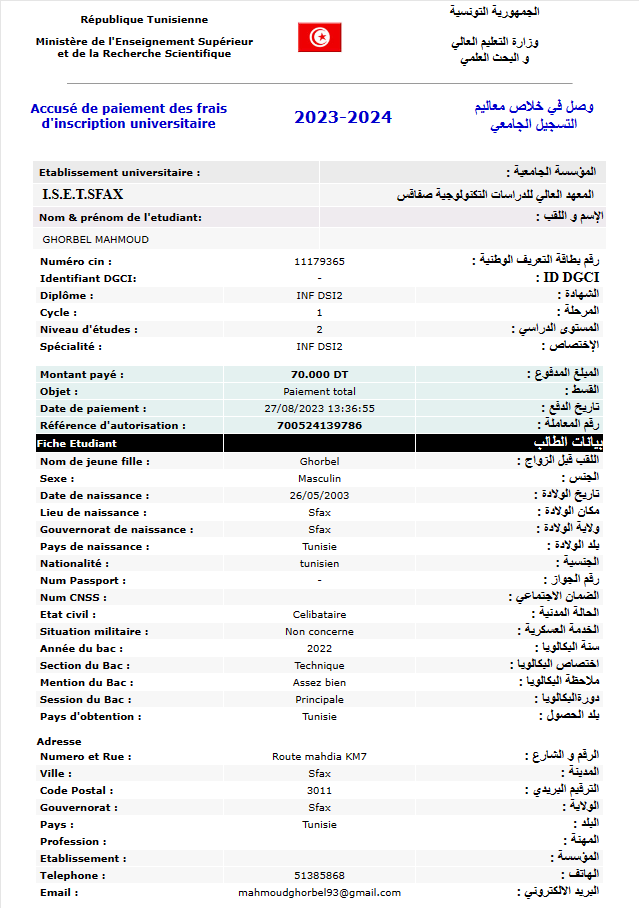 République Tunisienne
الجمهورية التونسية
Ministère de l'Enseignement Supérieur
et de la Recherche Scientifique
وزارة التعليم العالي
و البحث العلمي
Accusé de paiement des frais
d'inscription universitaire
2023-2024
وصل في خلاص معاليم
التسجيل الجامعي
Etablissement universitaire : المؤسسة الجامعية :
I.S.E.T.SFAX المعهد العالي للدراسات التكنولوجية صفاقس
Nom & prénom de l'etudiant: الإسم و اللقب :
GHORBEL MAHMOUD
Numéro cin : 11179365 رقم بطاقة التعريف الوطنية :
Identifiant DGCI: - ID DGCI :
Diplôme : INF DSI2 الشهادة :
Cycle : 1 المرحلة :
Niveau d'études : 2 المستوى الدراسي :
Spécialité : INF DSI2 الإختصاص :
Montant payé : 70.000 DT المبلغ المدفوع :
Objet : Paiement total القسط :
Date de paiement : 27/08/2023 13:36:55 تاريخ الدفع :
Référence d'autorisation : 700524139786 رقم المعاملة :
Fiche Etudiant بيانات الطالب
Nom de jeune fille : Ghorbel اللقب قبل الزواج :
Sexe : Masculin الجنس :
Date de naissance : 26/05/2003 تاريخ الولادة :
Lieu de naissance : Sfax مكان الولادة :
Gouvernorat de naissance : Sfax ولاية الولادة :
Pays de naissance : Tunisie بلد الولادة :
Nationalité : tunisien الجنسية :
Num Passport : - رقم الجواز :
Num CNSS : الضمان الاجتماعي :
Etat civil : Celibataire الحالة المدنية :
Situation militaire : Non concerne الخدمة العسكرية :
Année du bac : 2022 سنة البكالويا :
Section du Bac : Technique اختصاص البكالويا :
Mention du Bac : Assez bien ملاحظة البكالويا :
Session du Bac : Principale دورةالبكالويا :
Pays d'obtention : Tunisie بلد الحصول :
Adresse
Numero et Rue : Route mahdia KM7 الرقم و الشارع :
Ville : Sfax المدينة :
Code Postal : 3011 الترقيم البريدي :
Gouvernorat : Sfax الولاية :
Pays : Tunisie البلد :
Profession : المهنة :
Etablissement : المؤسسة :
Telephone : 51385868 الهاتف :
Email : mahmoudghorbel93@gmail.com البريد الالكتروني :